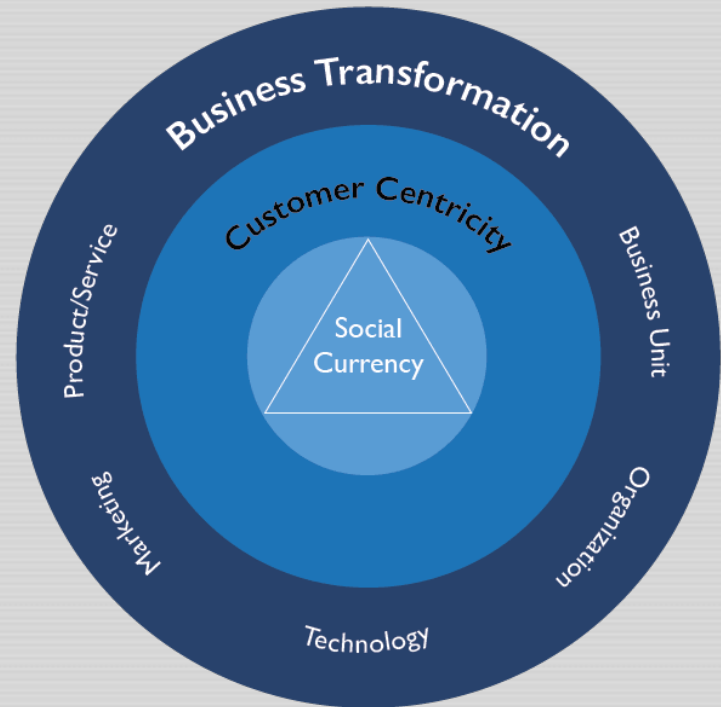 Business Transformation
Customer Centricity
Social
Currency
Product/Service
Business Unit
Marketing
Organization
Technology